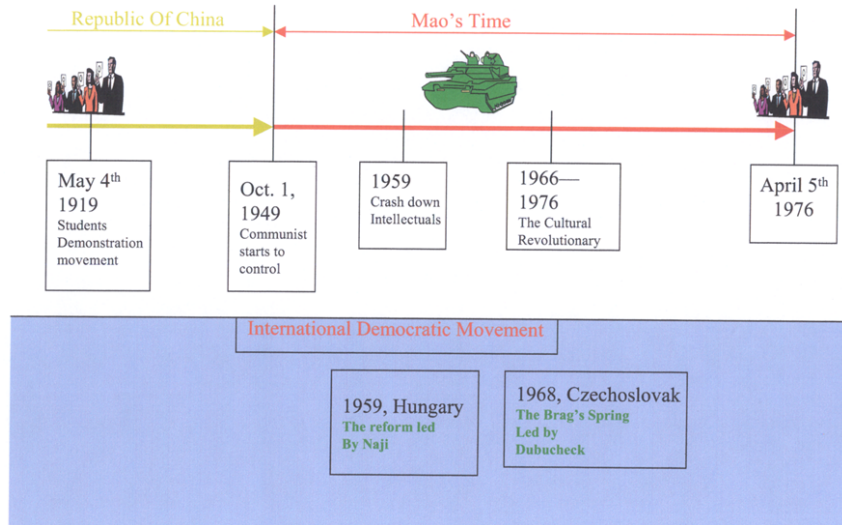 Republic Of China
Mao's Time
May 4th
1919
Students
Demonstration
movement
Oct. 1,
1949
Communist
starts to
control
1959
Crash down
Intellectuals
1966—
1976
The Cultural
Revolutionary
April 5th
1976
International Democratic Movement
1959, Hungary
The reform led
By Naji
1968, Czechoslovak
The Brag's Spring
Led by
Dubucheck